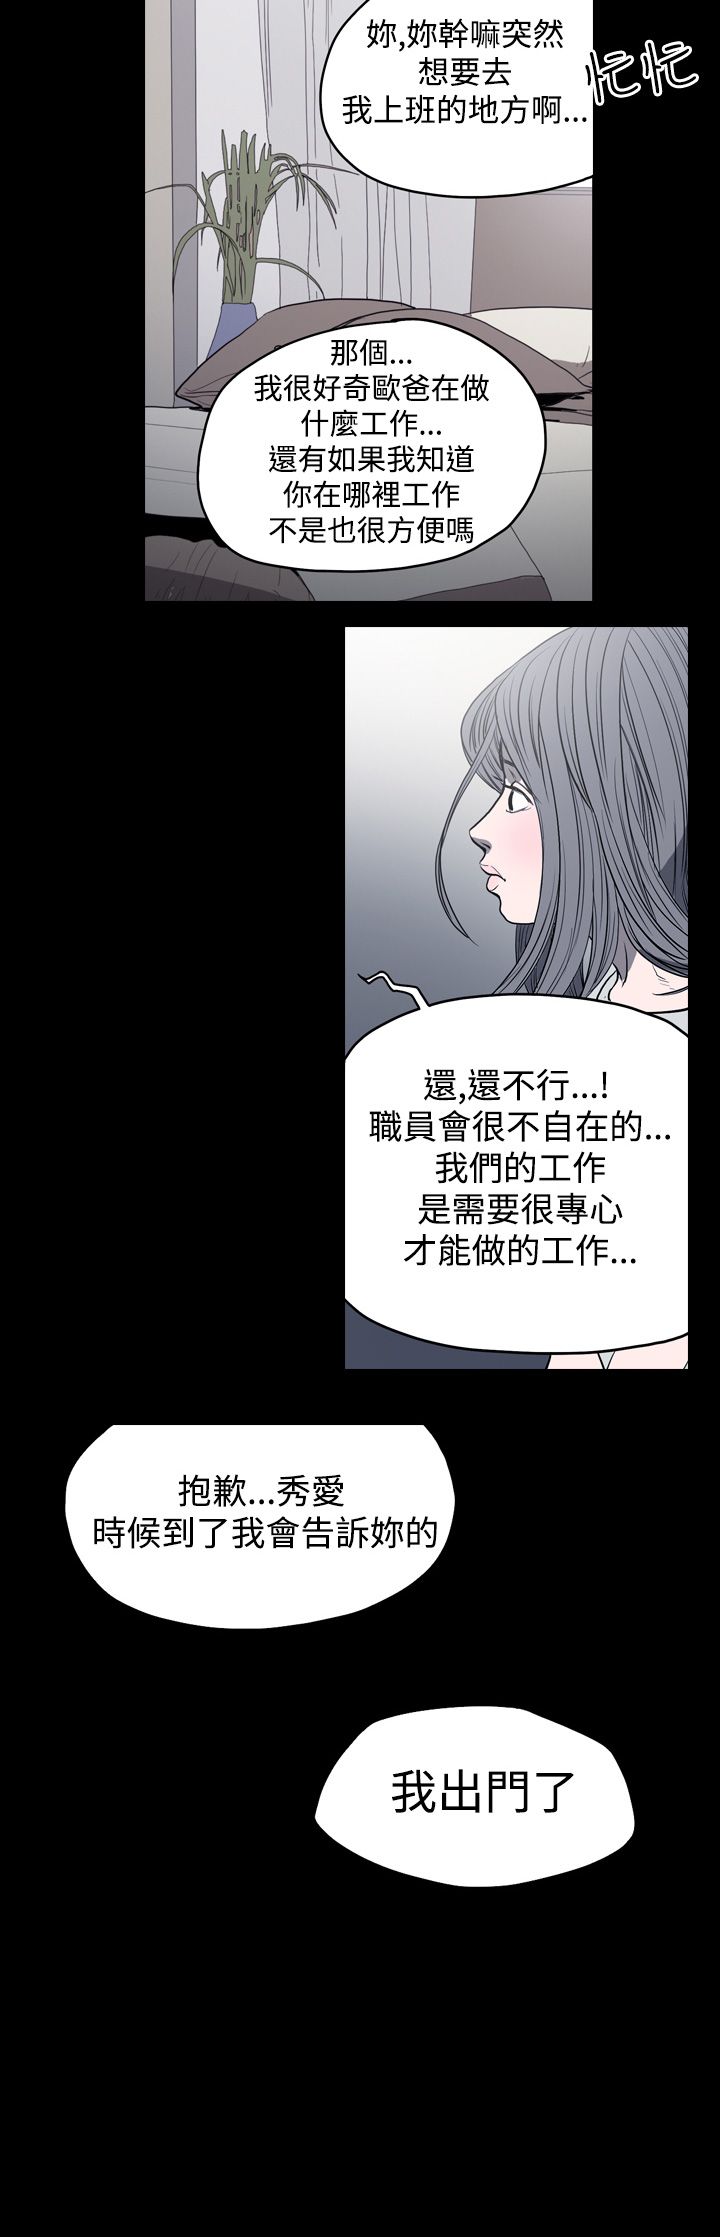 妳,妳幹嘛突然
想要去
我上班的地方啊...
忙忙
那個...
我很好奇歐爸在做
什麼工作...
還有如果我知道
你在哪裡工作
不是也很方便嗎
還,還不行...!
職員會很不自在的...
我們的工作
是需要很專心
才能做的工作...
抱歉...秀愛
時候到了我會告訴妳的
我出門了